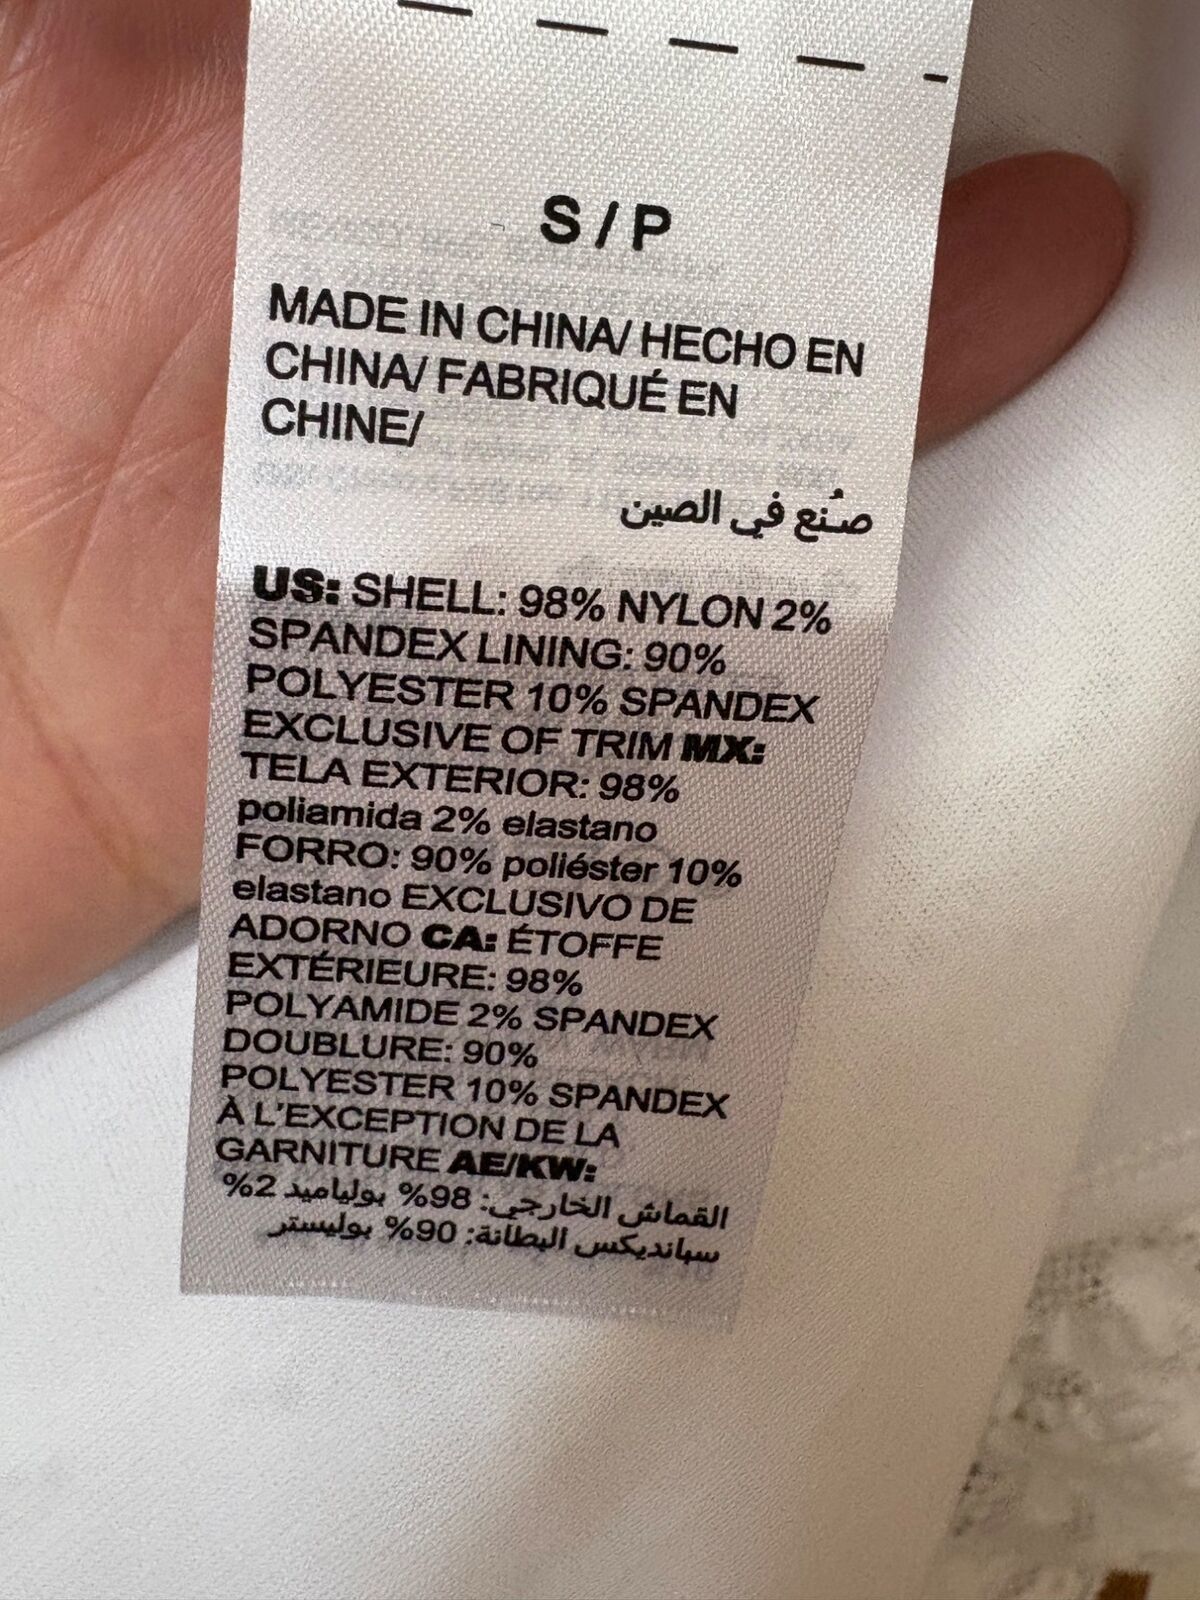 S / P
MADE IN CHINA/ HECHO EN
CHINA/ FABRIQUÉ EN
CHINE/
صُنع في الصين
US: SHELL: 98% NYLON 2%
SPANDEX LINING: 90%
POLYESTER 10% SPANDEX
EXCLUSIVE OF TRIM MX:
TELA EXTERIOR: 98%
poliamida 2% elastano
FORRO: 90% poliéster 10%
elastano EXCLUSIVO DE
ADORNO CA: ÉTOFFE
EXTÉRIEURE: 98%
POLYAMIDE 2% SPANDEX
DOUBLURE: 90%
POLYESTER 10% SPANDEX
À L'EXCEPTION DE LA
GARNITURE AE/KW:
القماش الخارجي: 98% بولياميد 2%
سبانديكس البطانة: 90% بوليستر